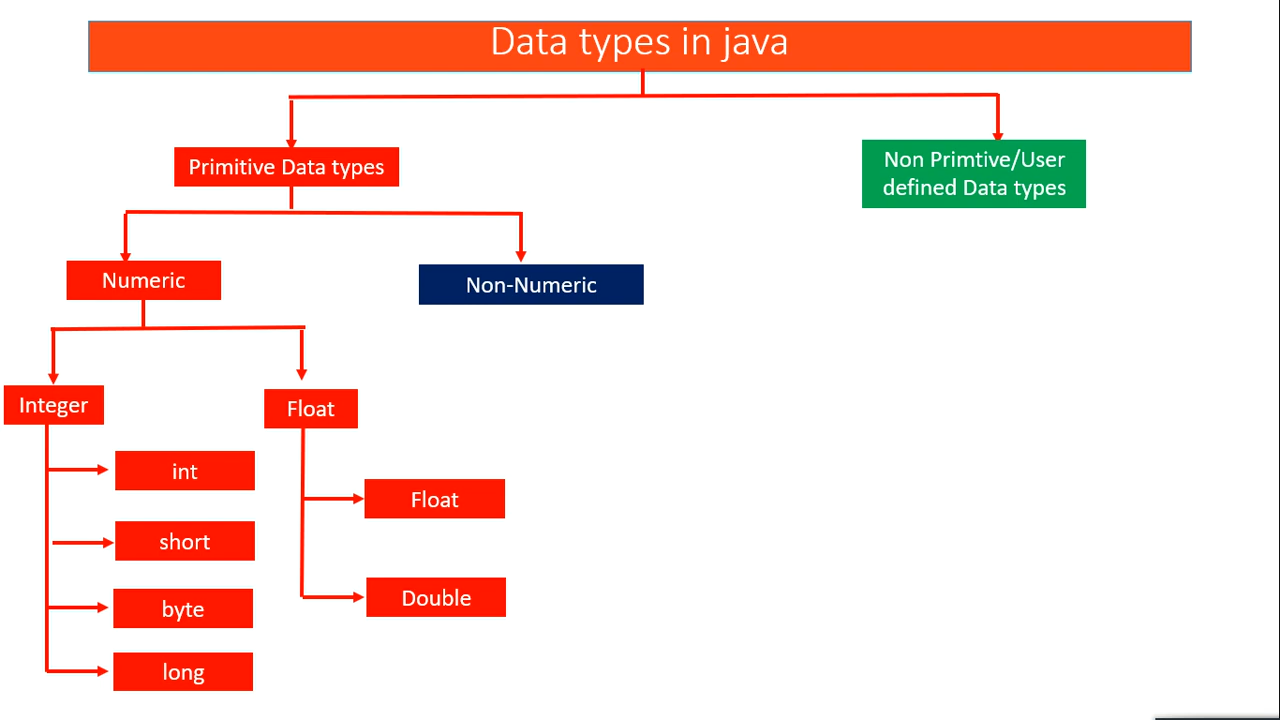 Data types in java
Primitive Data types
Non Primtive/User
defined Data types
Numeric
Non-Numeric
Integer
Float
int
short
byte
long
Float
Double